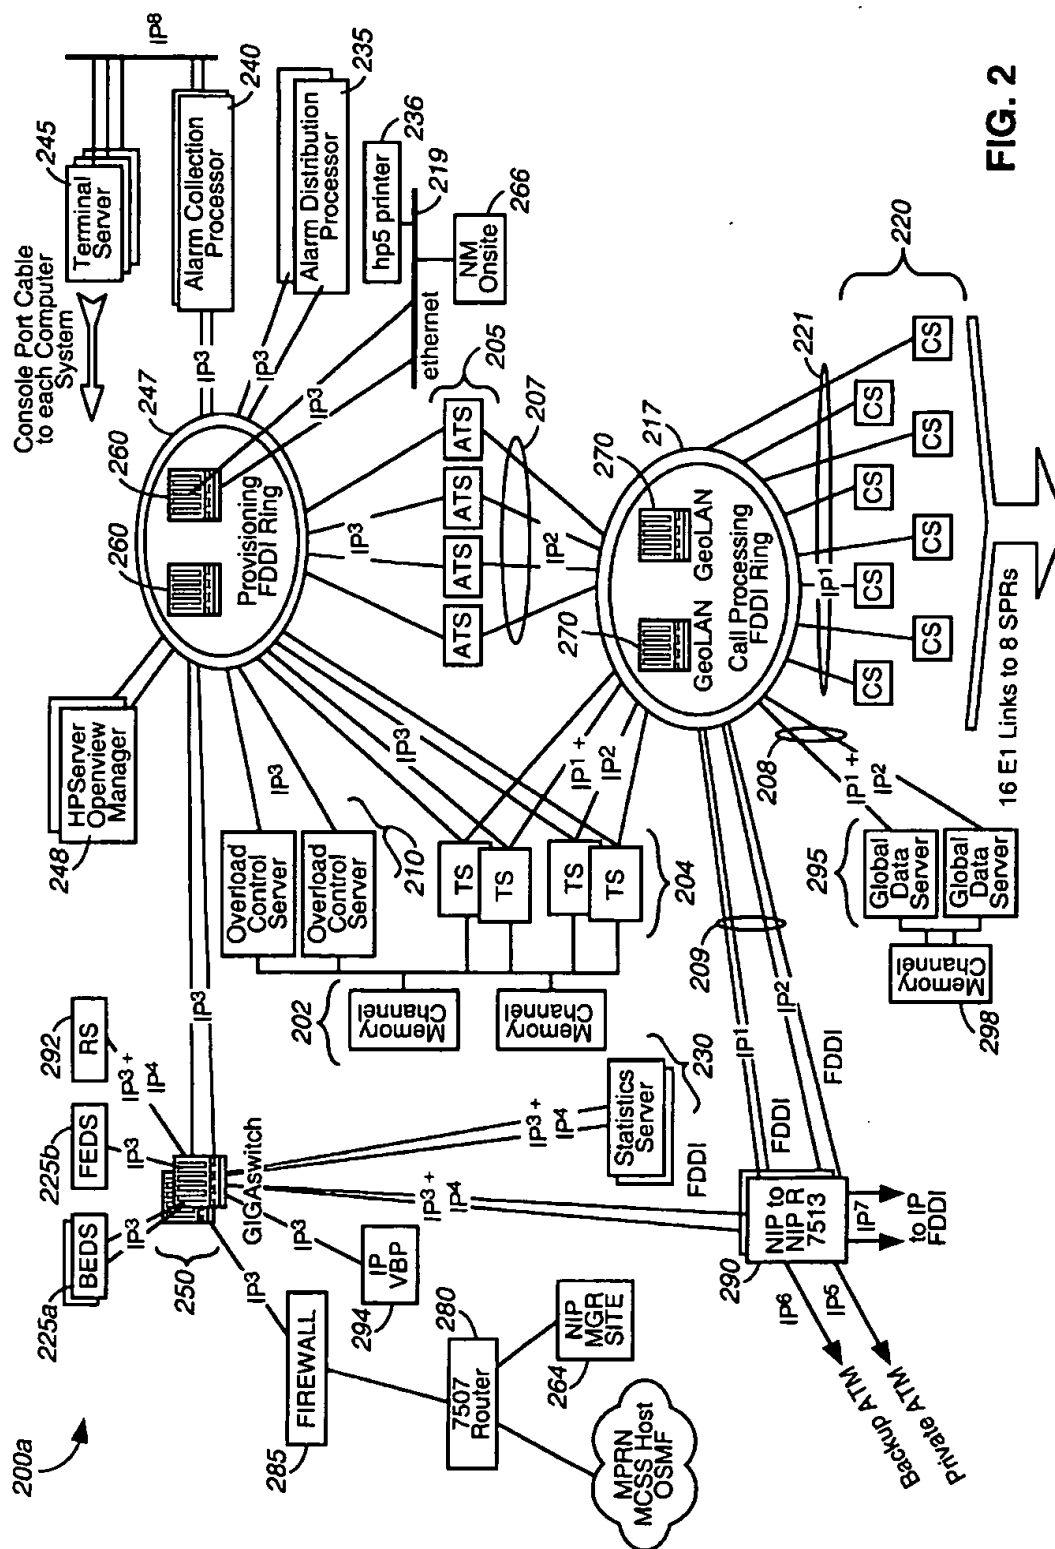 200a
225a
BEDS
225b
FEDS
292
RS
IP3
IP3
IP3 +
IP4
250
GIGAswitch
IP3
285
FIREWALL
IP3
IP
VBP
294
7507
Router
280
NIP
MGR
SITE
264
MPRN
MCSS Host
OSMF
IP3 +
IP4
IP3 +
IP4
Statistics
Server
230
FDDI
FDDI
FDDI
NIP to
NIP R
7513
290
IP6
IP5
IP7
to IP
FDDI
Backup ATM
Private ATM
248
HPServer
Openview
Manager
IP3
Overload
Control
Server
Overload
Control
Server
210
IP3
202
Memory
Channel
Memory
Channel
TS
TS
TS
TS
204
IP3
IP1 +
IP2
209
IP1
IP2
295
Global
Data
Server
Global
Data
Server
Memory
Channel
298
208
IP1 +
IP2
Console Port Cable
to each Computer
System
Terminal
Server
245
IP8
Alarm Collection
Processor
240
IP3
Alarm Distribution
Processor
235
IP3
hp5 printer
236
219
ethernet
NM
Onsite
266
IP3
260
260
247
Provisioning
FDDI Ring
IP3
ATS
ATS
ATS
ATS
205
207
IP2
270
270
217
GeoLAN
GeoLAN
Call Processing
FDDI Ring
221
IP1
CS
CS
CS
CS
CS
CS
CS
CS
220
16 E1 Links to 8 SPRs
FIG. 2